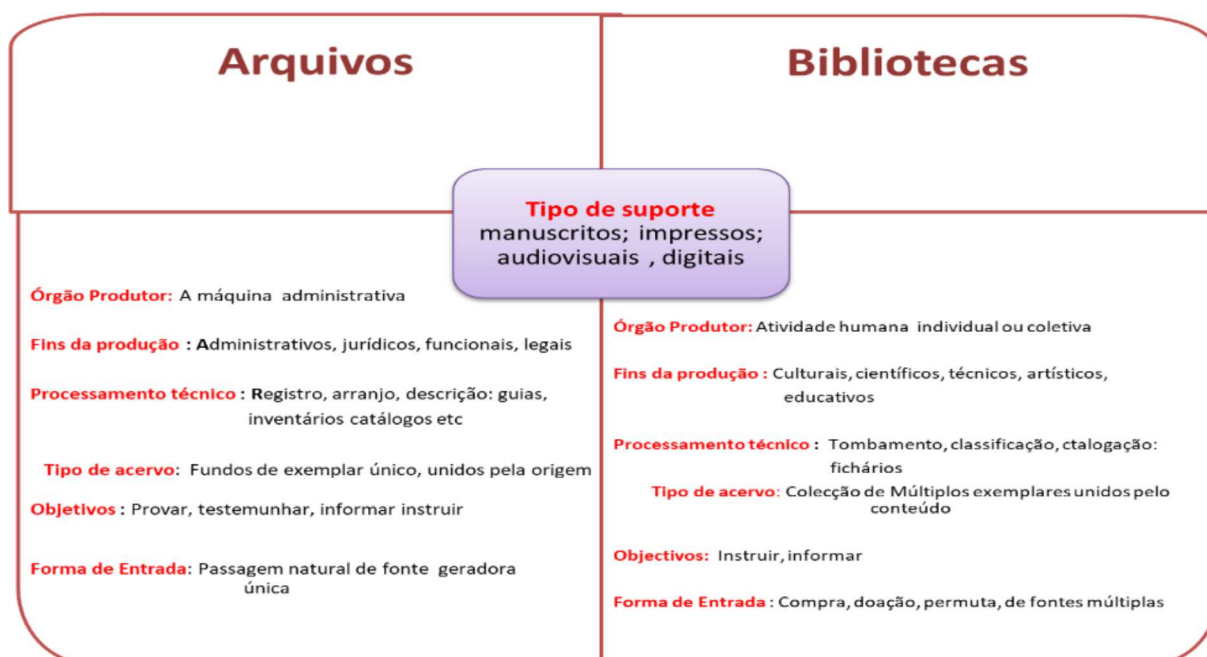 Arquivos
Bibliotecas
Tipo de suporte
manuscritos; impressos;
audiovisuais , digitais
Órgão Produtor: A máquina administrativa
Fins da produção : Administrativos, jurídicos, funcionais, legais
Processamento técnico : Registro, arranjo, descrição: guias,
inventários catálogos etc
Tipo de acervo: Fundos de exemplar único, unidos pela origem
Objetivos : Provar, testemunhar, informar instruir
Forma de Entrada: Passagem natural de fonte geradora
única
Órgão Produtor: Atividade humana individual ou coletiva
Fins da produção : Culturais, científicos, técnicos, artísticos,
educativos
Processamento técnico : Tombamento, classificação, ctalogação:
fichários
Tipo de acervo: Colecção de Múltiplos exemplares unidos pelo
conteúdo
Objectivos: Instruir, informar
Forma de Entrada : Compra, doação, permuta, de fontes múltiplas